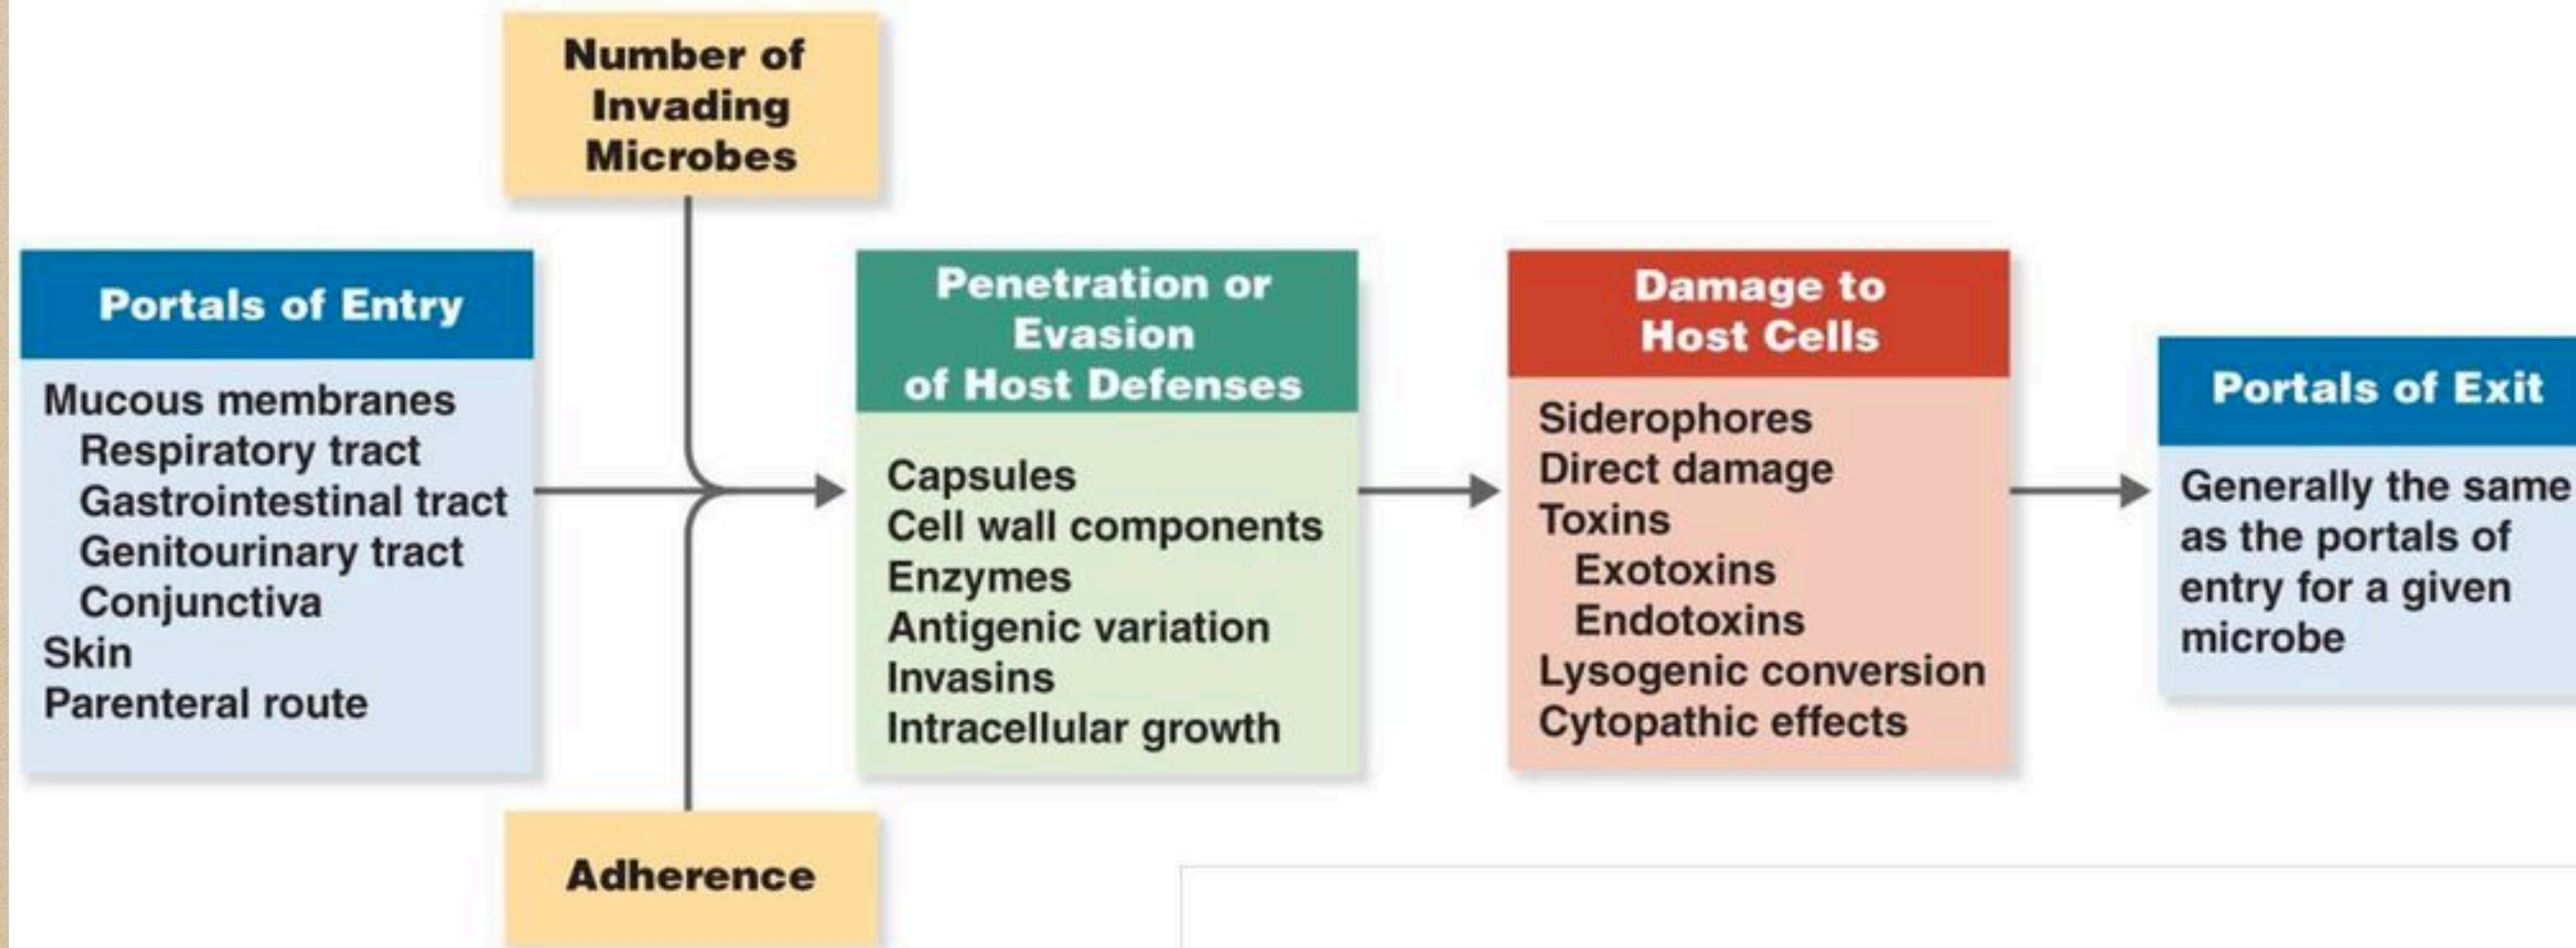 Number of
Invading
Microbes
Portals of Entry
Mucous membranes
Respiratory tract
Gastrointestinal tract
Genitourinary tract
Conjunctiva
Skin
Parenteral route
Adherence
Penetration or
Evasion
of Host Defenses
Capsules
Cell wall components
Enzymes
Antigenic variation
Invasins
Intracellular growth
Damage to
Host Cells
Siderophores
Direct damage
Toxins
Exotoxins
Endotoxins
Lysogenic conversion
Cytopathic effects
Portals of Exit
Generally the same
as the portals of
entry for a given
microbe